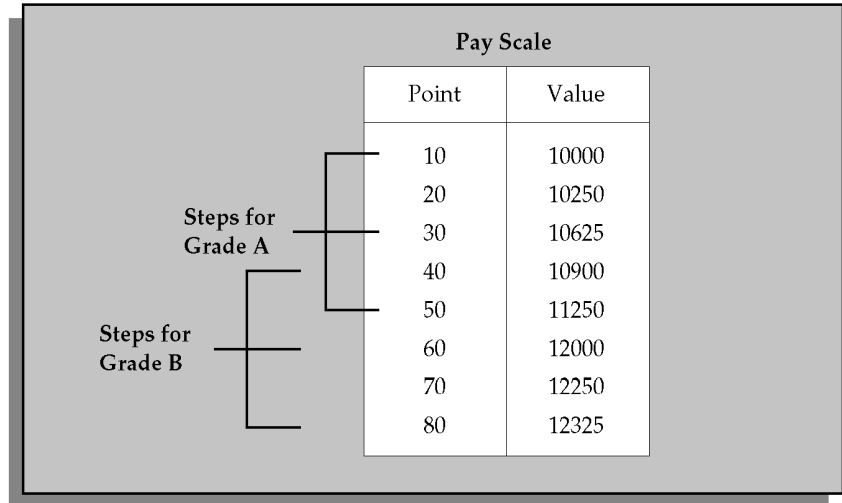 Pay Scale
Point Value
10 10000
20 10250
Steps for
Grade A
30 10625
40 10900
50 11250
Steps for
Grade B
60 12000
70 12250
80 12325